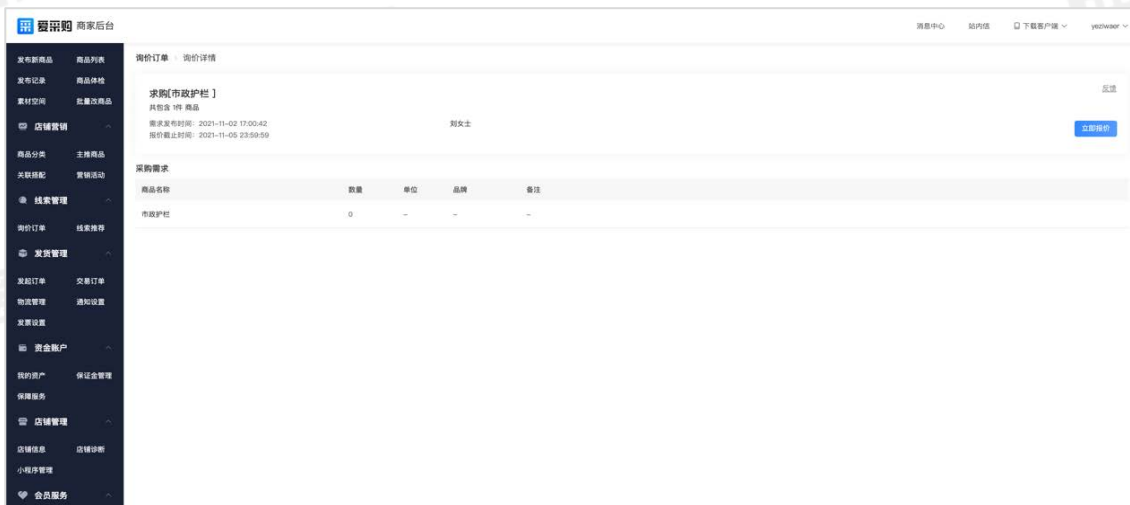 爱采购 商家后台
消息中心 站内信 下载客户端 yeziwaer
发布新商品 商品列表
发布记录 商品体检
素材空间 批量改商品
店铺营销
商品分类 主推商品
关联搭配 营销活动
线索管理
询价订单 线索推荐
发货管理
发起订单 交易订单
物流管理 通知设置
发票设置
资金账户
我的资产 保证金管理
保障服务
店铺管理
店铺信息 店铺诊断
小程序管理
会员服务
询价订单 询价详情
求购[市政护栏 ]
反馈
共包含 1件 商品
需求发布时间：2021-11-02 17:00:42 刘女士
报价截止时间：2021-11-05 23:59:59
立即报价
采购需求
商品名称 数量 单位 品牌 备注
市政护栏 0 - - -